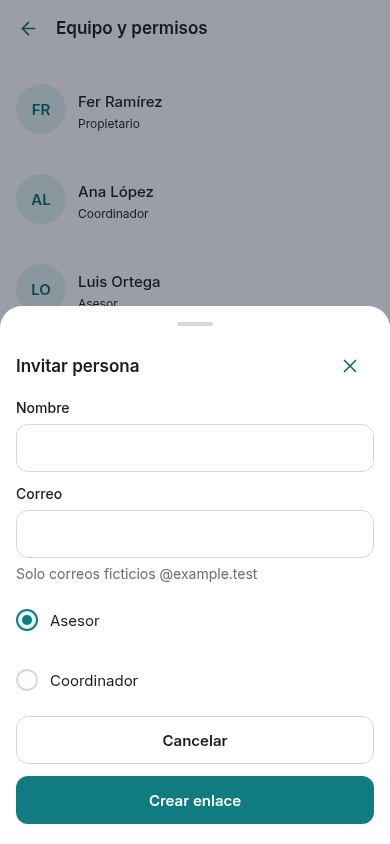 Equipo y permisos
FR
Fer Ramírez
Propietario
AL
Ana López
Coordinador
LO
Luis Ortega
Asesor
Invitar persona
Nombre
Correo
Solo correos ficticios @example.test
Asesor
Coordinador
Cancelar
Crear enlace